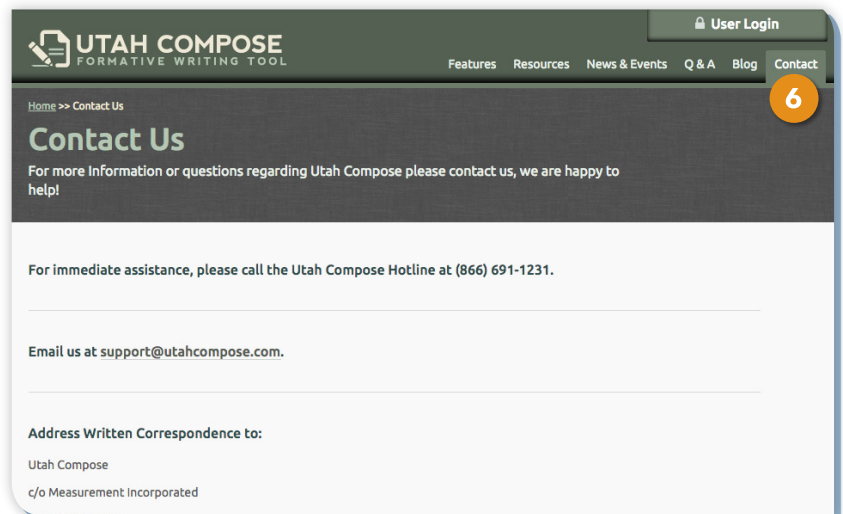 User Login
UTAH COMPOSE
FORMATIVE WRITING TOOL
Features Resources News & Events Q & A Blog Contact
6
Home >> Contact Us
Contact Us
For more Information or questions regarding Utah Compose please contact us, we are happy to
help!
For immediate assistance, please call the Utah Compose Hotline at (866) 691-1231.
Email us at support@utahcompose.com.
Address Written Correspondence to:
Utah Compose
c/o Measurement Incorporated